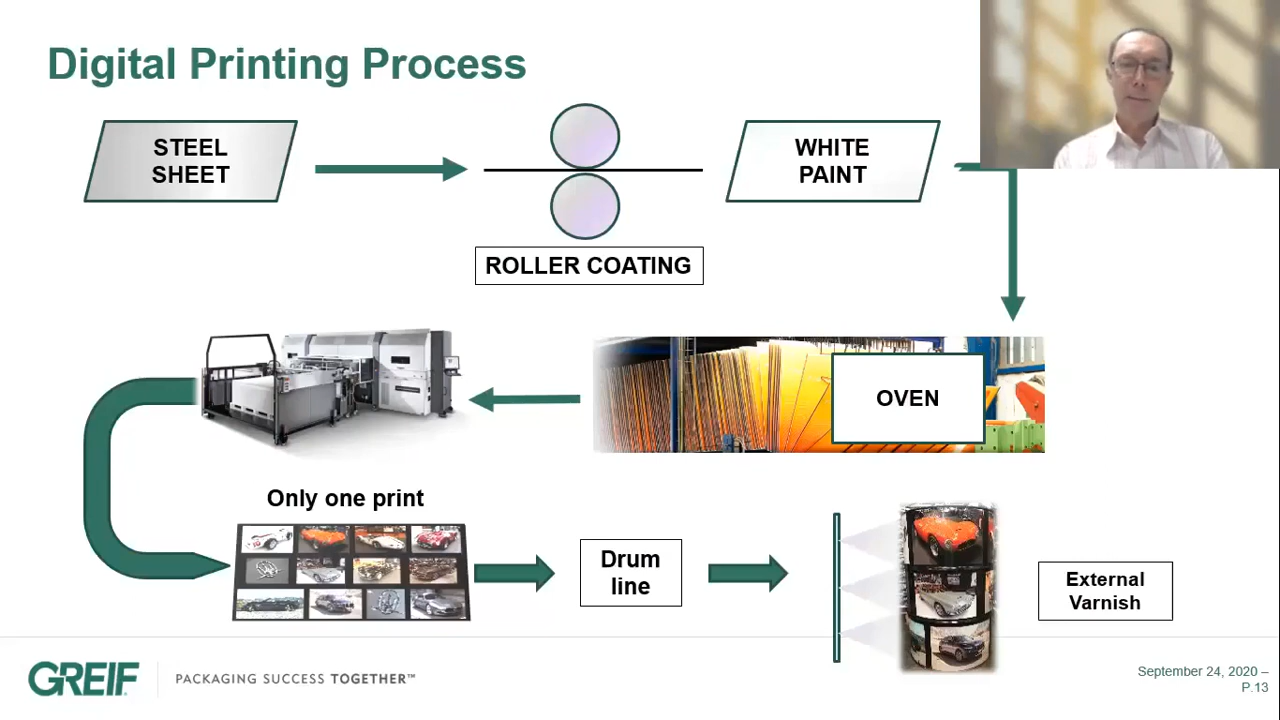 Digital Printing Process
STEEL
SHEET
WHITE
PAINT
ROLLER COATING
OVEN
Only one print
Drum
line
External
Varnish
GREIF
PACKAGING SUCCESS TOGETHER™
September 24, 2020 –
P.13